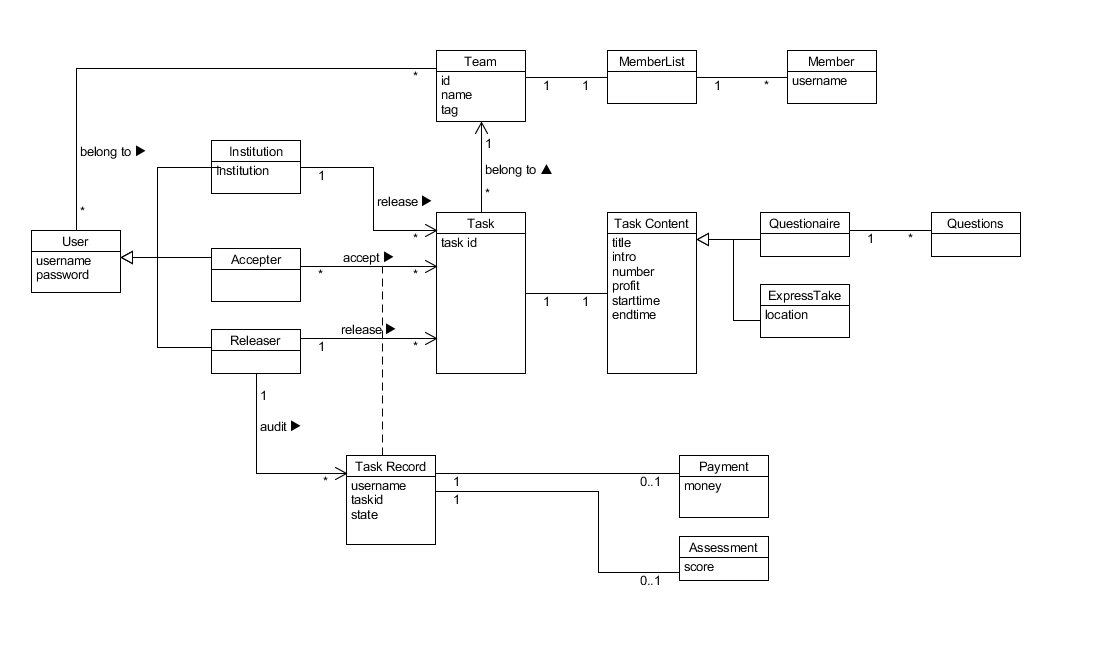 Team
id
name
tag
*
1
1
MemberList
1
*
Member
username
belong to ▶
*
Institution
Institution
1
release ▶
*
1
belong to ▲
*
User
username
password
Accepter
*
accept ▶
*
Releaser
1
release ▶
*
Task
task id
1
1
Task Content
title
intro
number
profit
starttime
endtime
Questionaire
1
*
Questions
ExpressTake
location
1
audit ▶
*
Task Record
username
taskid
state
1
0..1
Payment
money
1
0..1
Assessment
score